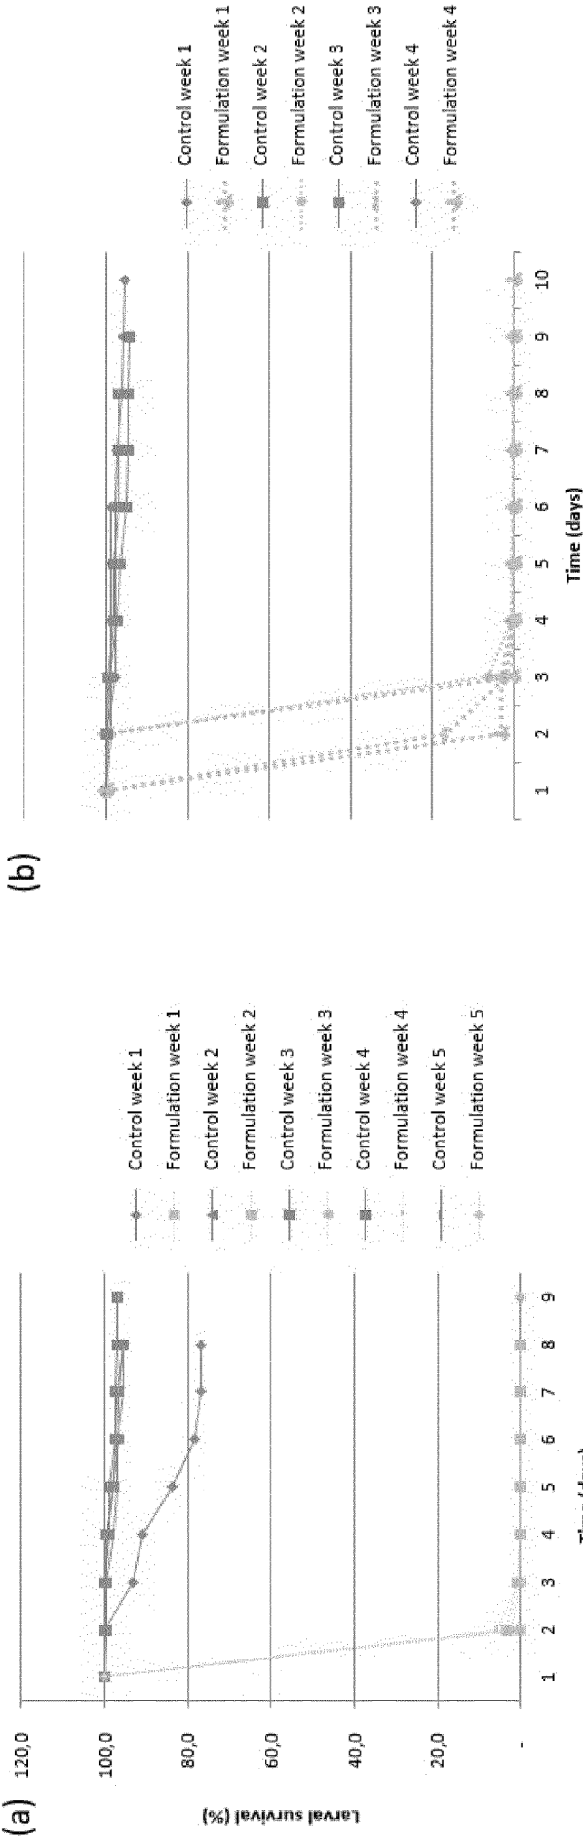 (a)
120,0
100,0
80,0
60,0
40,0
20,0
-
Larval survival (%)
1 2 3 4 5 6 7 8 9
Control week 1
Formulation week 1
Control week 2
Formulation week 2
Control week 3
Formulation week 3
Control week 4
Formulation week 4
Control week 5
Formulation week 5
(b)
1 2 3 4 5 6 7 8 9 10
Time (days)
Control week 1
Formulation week 1
Control week 2
Formulation week 2
Control week 3
Formulation week 3
Control week 4
Formulation week 4